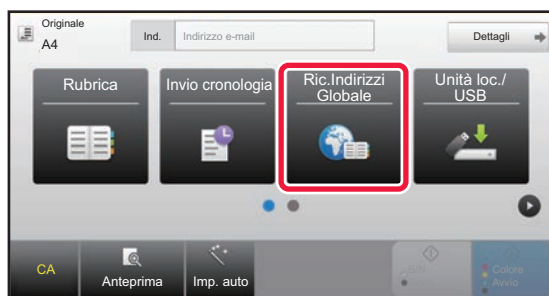 Originale
A4
Ind.
Indirizzo e-mail
Dettagli
Rubrica
Invio cronologia
Ric.Indirizzi
Globale
Unità loc./
USB
CA
Anteprima
Imp. auto
B/N
Colore
Avvio